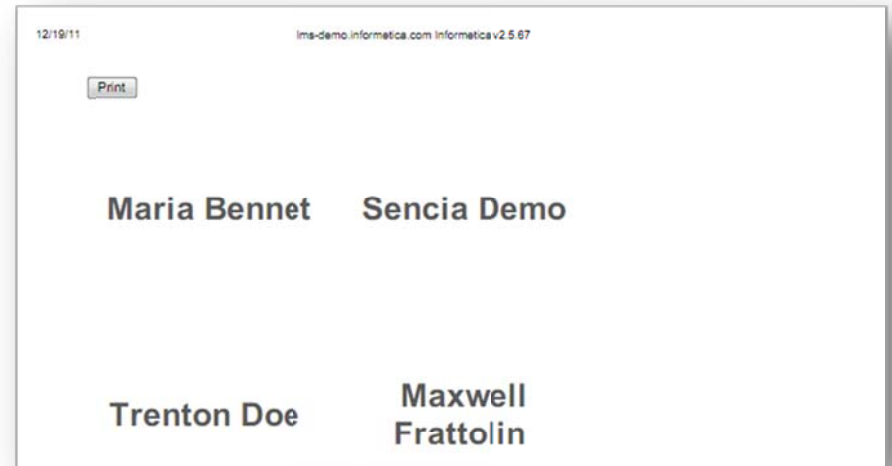 12/19/11 lms-demo.informetica.com Informetica v2.5.67
Print
Maria Bennet Sencia Demo
Trenton Doe Maxwell
Frattolin